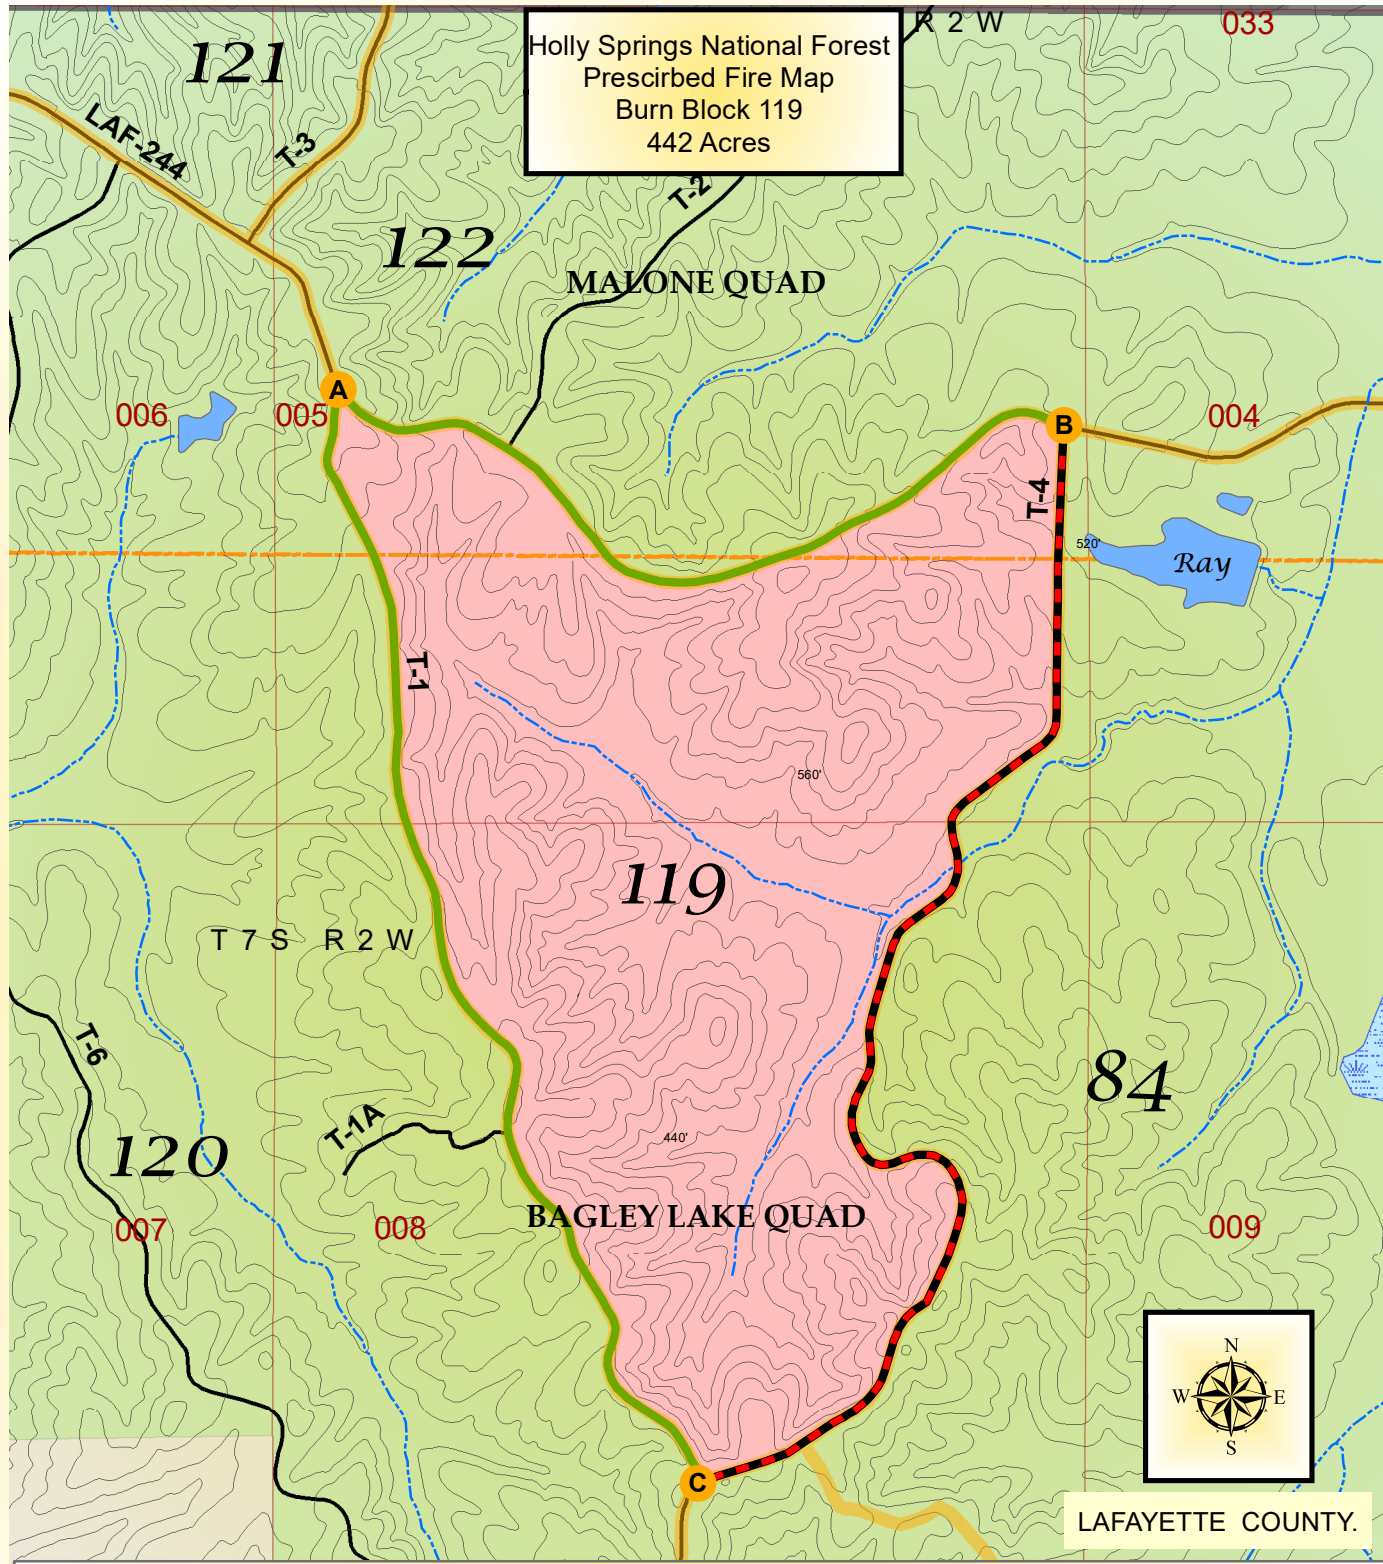 R 2 W
033
Holly Springs National Forest
Prescirbed Fire Map
Burn Block 119
442 Acres
121
LAF-244
T-3
T-2
122
MALONE QUAD
A
006
005
B
004
T-4
520'
Ray
T-1
560'
119
T 7 S R 2 W
T-6
84
T-1A
440'
120
BAGLEY LAKE QUAD
007
008
009
N
W
E
S
C
LAFAYETTE COUNTY.